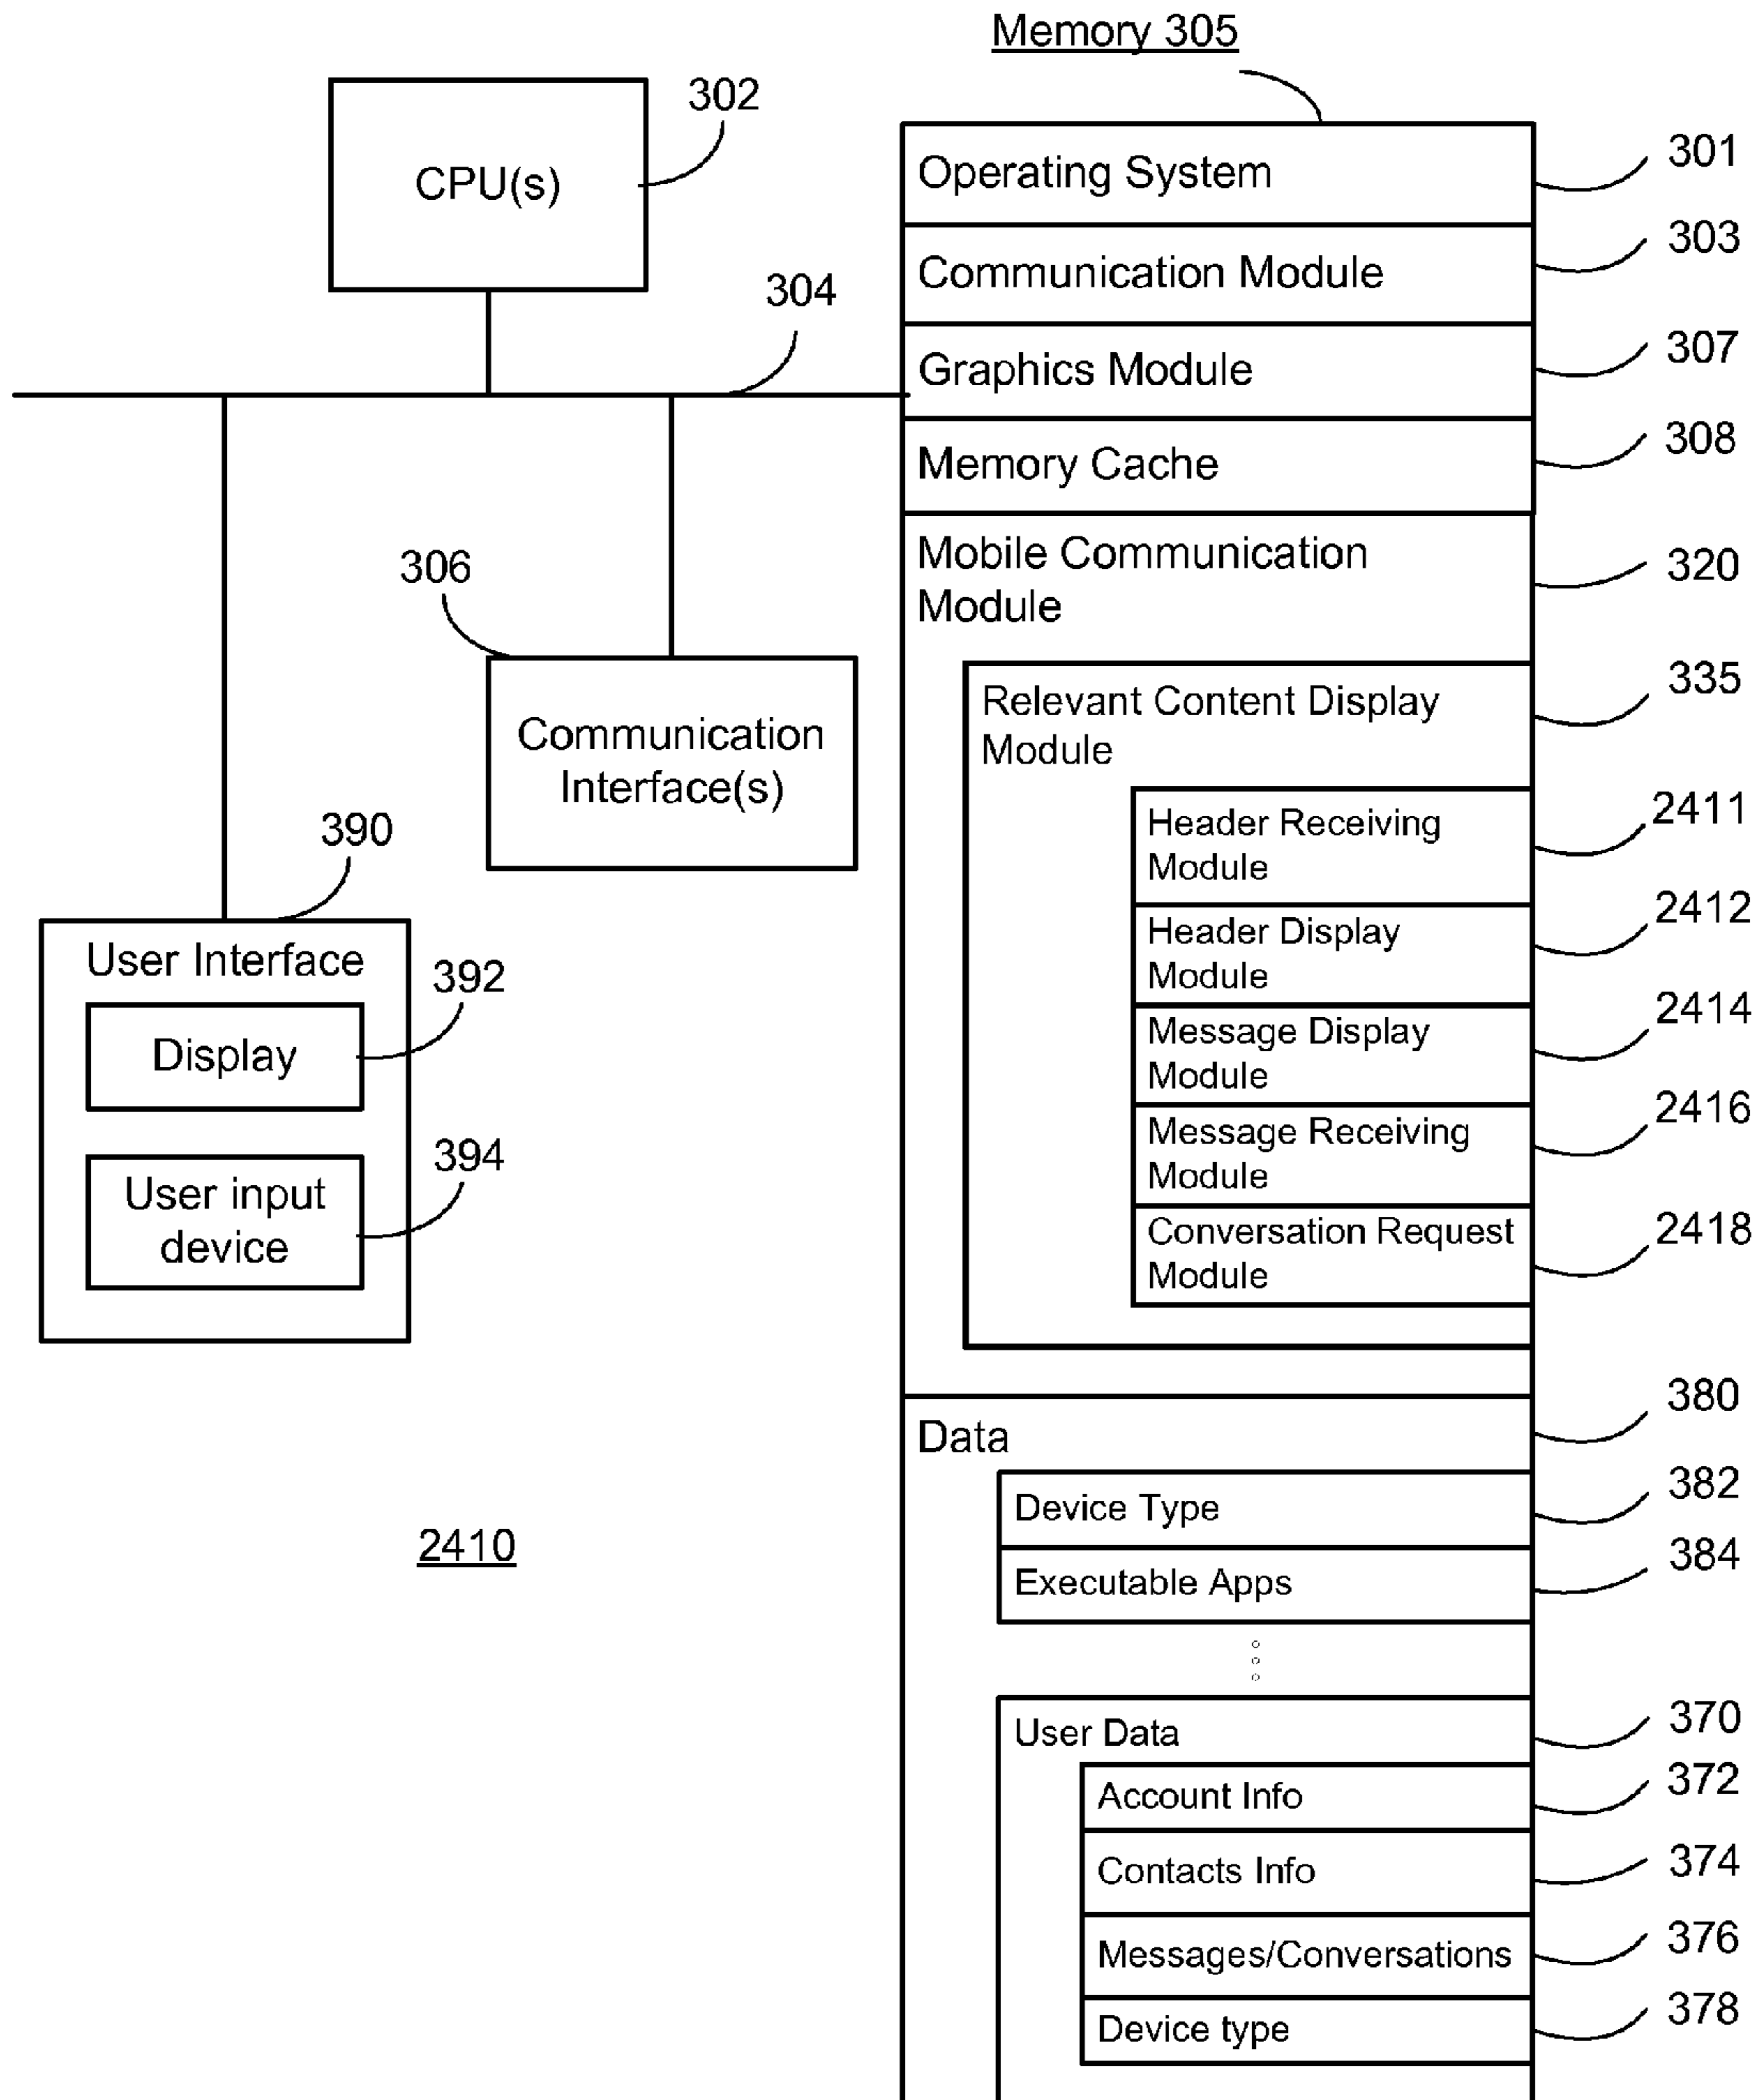 Memory 305
302
CPU(s)
304
306
Communication
Interface(s)
390
User Interface
392
Display
394
User input
device
2410
Operating System
301
Communication Module
303
Graphics Module
307
Memory Cache
308
Mobile Communication
Module
320
Relevant Content Display
Module
335
Header Receiving
Module
2411
Header Display
Module
2412
Message Display
Module
2414
Message Receiving
Module
2416
Conversation Request
Module
2418
Data
380
Device Type
382
Executable Apps
384
User Data
370
Account Info
372
Contacts Info
374
Messages/Conversations
376
Device type
378